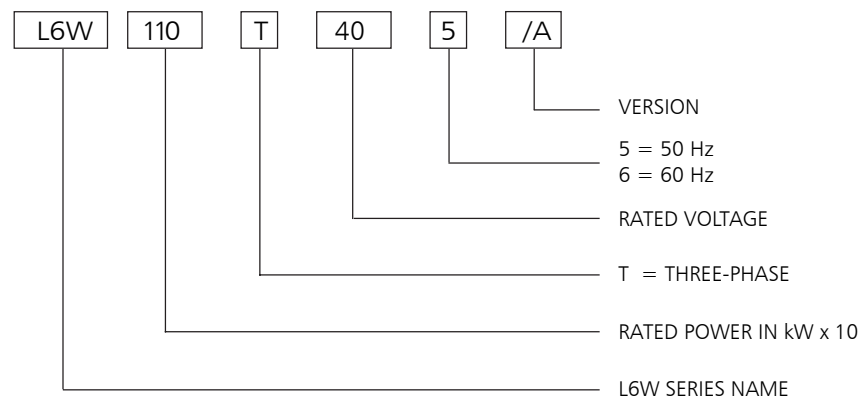 L6W 110 T 40 5 /A
VERSION
5 = 50 Hz
6 = 60 Hz
RATED VOLTAGE
T = THREE-PHASE
RATED POWER IN kW x 10
L6W SERIES NAME